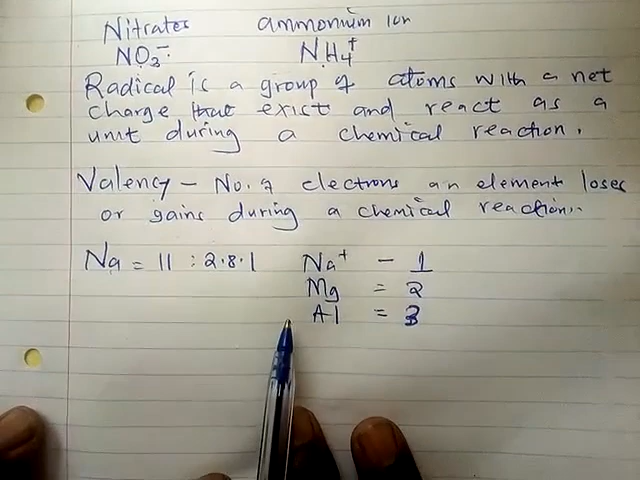 Nitrates ammonium ion
NO3- NH4+
Radical is a group of atoms with a net
charge that exist and react as a
unit during a chemical reaction.
Valency - No. of electrons an element loses
or gains during a chemical reaction..
Na = 11 : 2.8.1 Na+ - 1
Mg = 2
Al = 3